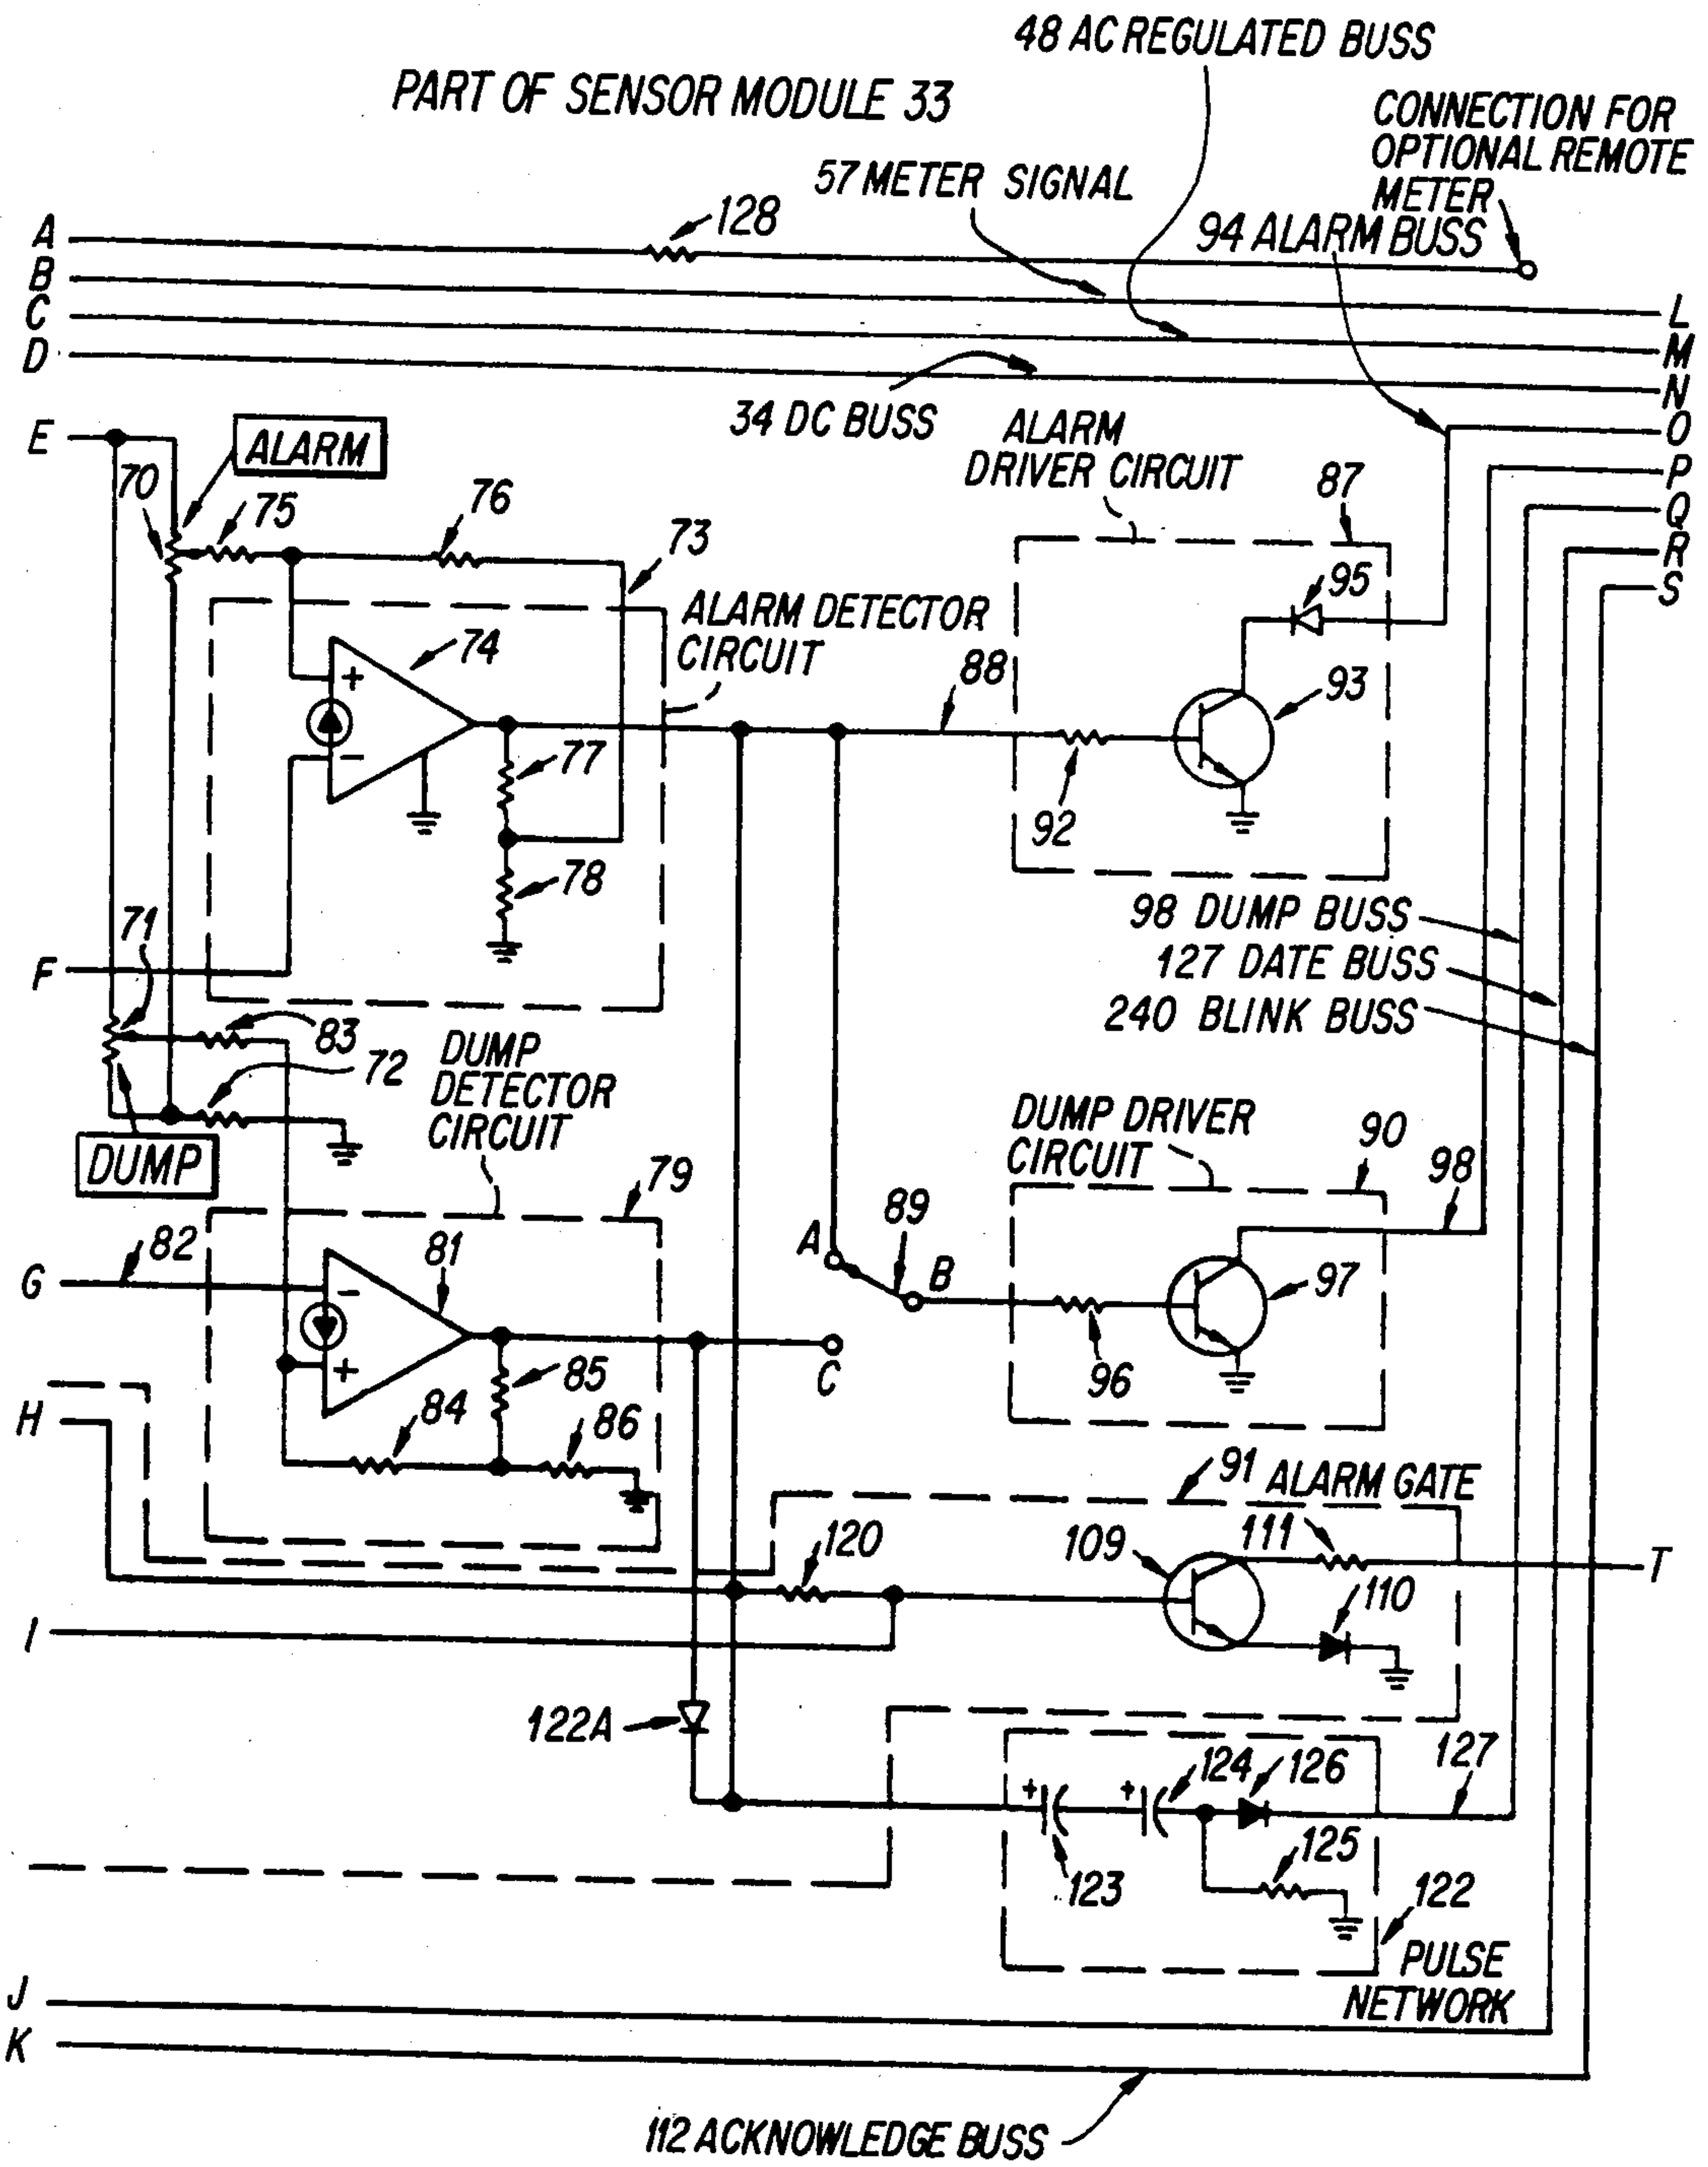 48 AC REGULATED BUSS
PART OF SENSOR MODULE 33
CONNECTION FOR
OPTIONAL REMOTE
METER
57 METER SIGNAL
128
94 ALARM BUSS
A
B
C
D
L
M
N
O
P
Q
R
S
34 DC BUSS
E
ALARM
ALARM
DRIVER CIRCUIT
70
75
76
73
87
95
ALARM DETECTOR
CIRCUIT
74
+
−
88
93
77
92
78
71
F
98 DUMP BUSS
127 DATE BUSS
240 BLINK BUSS
83
72
DUMP
DETECTOR
CIRCUIT
DUMP
DUMP DRIVER
CIRCUIT
90
98
79
82
81
89
A
B
G
−
+
97
C
96
85
84
86
H
91 ALARM GATE
120
109
111
T
110
I
122A
+
+
124
126
127
123
125
122
PULSE
NETWORK
J
K
112 ACKNOWLEDGE BUSS